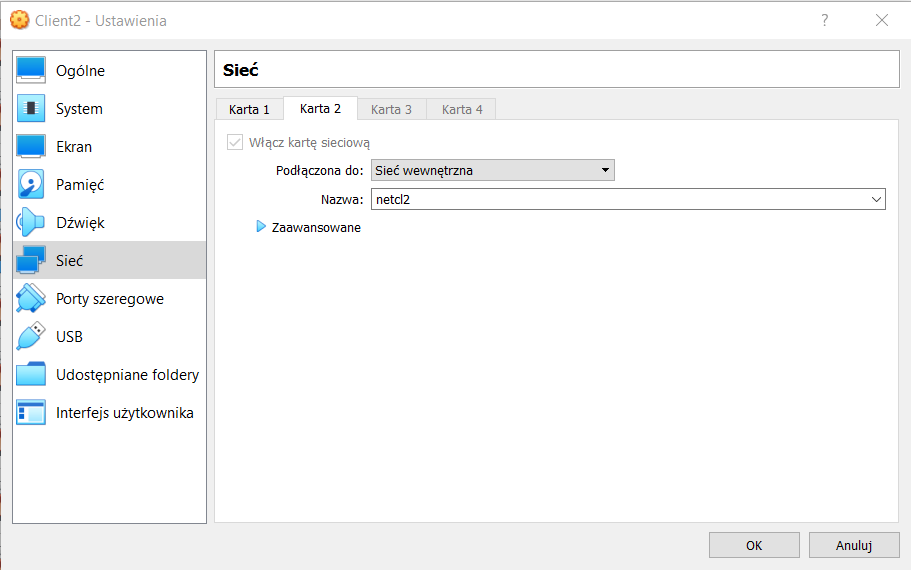 Client2 - Ustawienia
?
Ogólne
System
Ekran
Pamięć
Dźwięk
Sieć
Porty szeregowe
USB
Udostępniane foldery
Interfejs użytkownika
Sieć
Karta 1 Karta 2 Karta 3 Karta 4
Włącz kartę sieciową
Podłączona do: Sieć wewnętrzna
Nazwa: netcl2
Zaawansowane
OK Anuluj